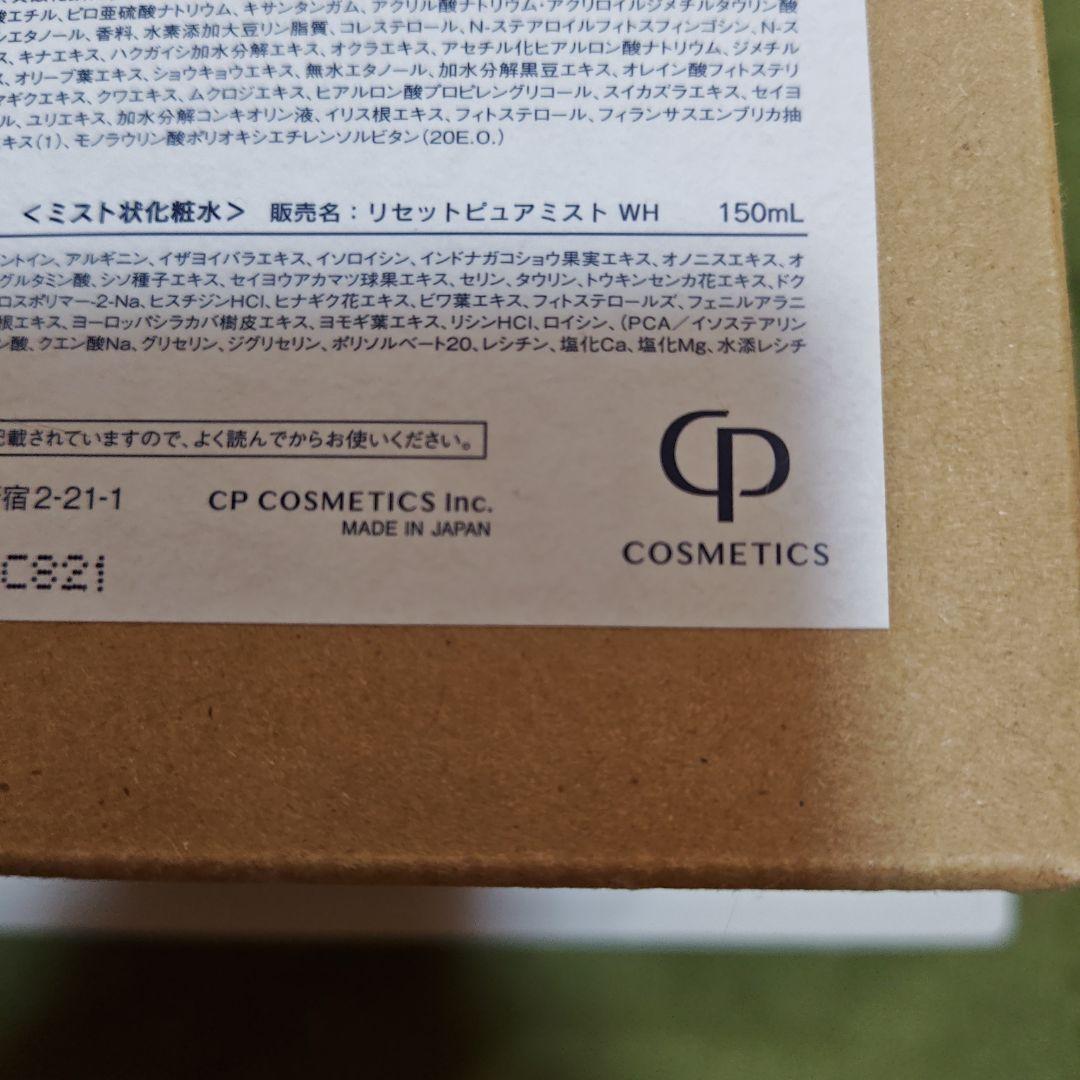 酸エチル、ピロ亜硫酸ナトリウム、キサンタンガム、アクリル酸ナトリウム・アクリロイルジメチルタウリン酸
シエタノール、香料、水素添加大豆リン脂質、コレステロール、N-ステアロイルフィトスフィンゴシン、N-ス
ス、キナエキス、ハクガイシ加水分解エキス、オクラエキス、アセチル化ヒアルロン酸ナトリウム、ジメチル
ス、オリーブ葉エキス、ショウキョウエキス、無水エタノール、加水分解黒豆エキス、オレイン酸フィトステリ
マギクエキス、クワエキス、ムクロジエキス、ヒアルロン酸プロピレングリコール、スイカズラエキス、セイヨ
ル、ユリエキス、加水分解コンキオリン液、イリス根エキス、フィトステロール、フィランサスエンブリカ抽
キス(1)、モノラウリン酸ポリオキシエチレンソルビタン(20E.O.)
<ミスト状化粧水> 販売名:リセットピュアミスト WH 150mL
ントイン、アルギニン、イザヨイバラエキス、イソロイシン、インドナガコショウ果実エキス、オノニスエキス、オ
グルタミン酸、シソ種子エキス、セイヨウアカマツ球果エキス、セリン、タウリン、トウキンセンカ花エキス、ドク
ロスポリマー-2-Na、ヒスチジンHCl、ヒナギク花エキス、ビワ葉エキス、フィトステロールズ、フェニルアラニ
根エキス、ヨーロッパシラカバ樹皮エキス、ヨモギ葉エキス、リシンHCl、ロイシン、(PCA/イソステアリン
ン酸、クエン酸Na、グリセリン、ジグリセリン、ポリソルベート20、レシチン、塩化Ca、塩化Mg、水添レシチ
記載されていますので、よく読んでからお使いください。
宿2-21-1 CP COSMETICS Inc.
MADE IN JAPAN
C821
CP
COSMETICS